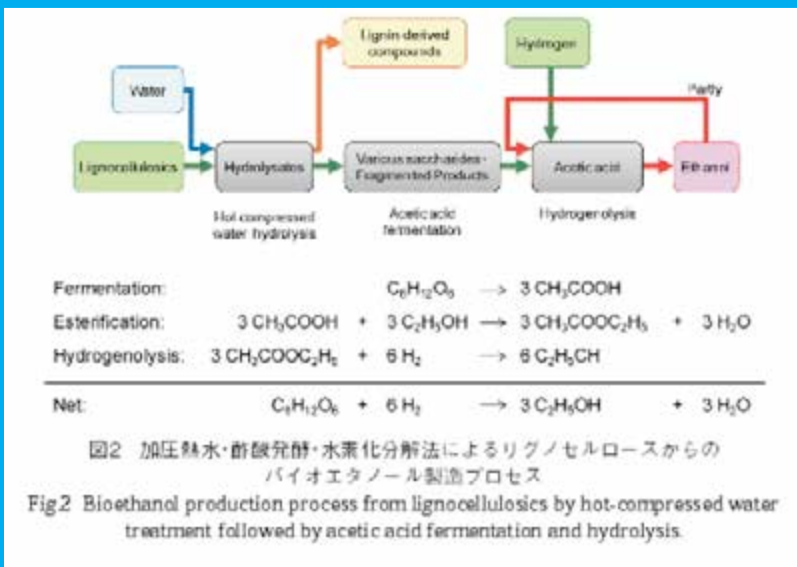 Lignin-derived
compounds
Hydrogen
Water
Partly
Lignocellulosics
Hydrolysates
Various saccharides·
Fragmented Products
Acetic acid
Ethanol
Hot-compressed
water hydrolysis
Acetic acid
fermentation
Hydrogenolysis
Fermentation: C₆H₁₂O₆ → 3 CH₃COOH
Esterification: 3 CH₃COOH + 3 C₂H₅OH → 3 CH₃COOC₂H₅ + 3 H₂O
Hydrogenolysis: 3 CH₃COOC₂H₅ + 6 H₂ → 6 C₂H₅OH
Net: C₆H₁₂O₆ + 6 H₂ → 3 C₂H₅OH + 3 H₂O
図2 加圧熱水・酢酸発酵・水素化分解法によるリグノセルロースからの
バイオエタノール製造プロセス
Fig.2 Bioethanol production process from lignocellulosics by hot-compressed water
treatment followed by acetic acid fermentation and hydrolysis.